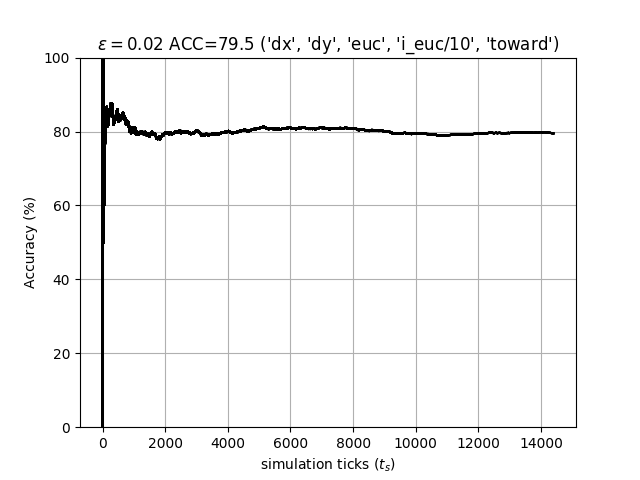 ε = 0.02 ACC=79.5 ('dx', 'dy', 'euc', 'i_euc/10', 'toward')
100
80
60
40
20
0
Accuracy (%)
0 2000 4000 6000 8000 10000 12000 14000
simulation ticks (tₛ)